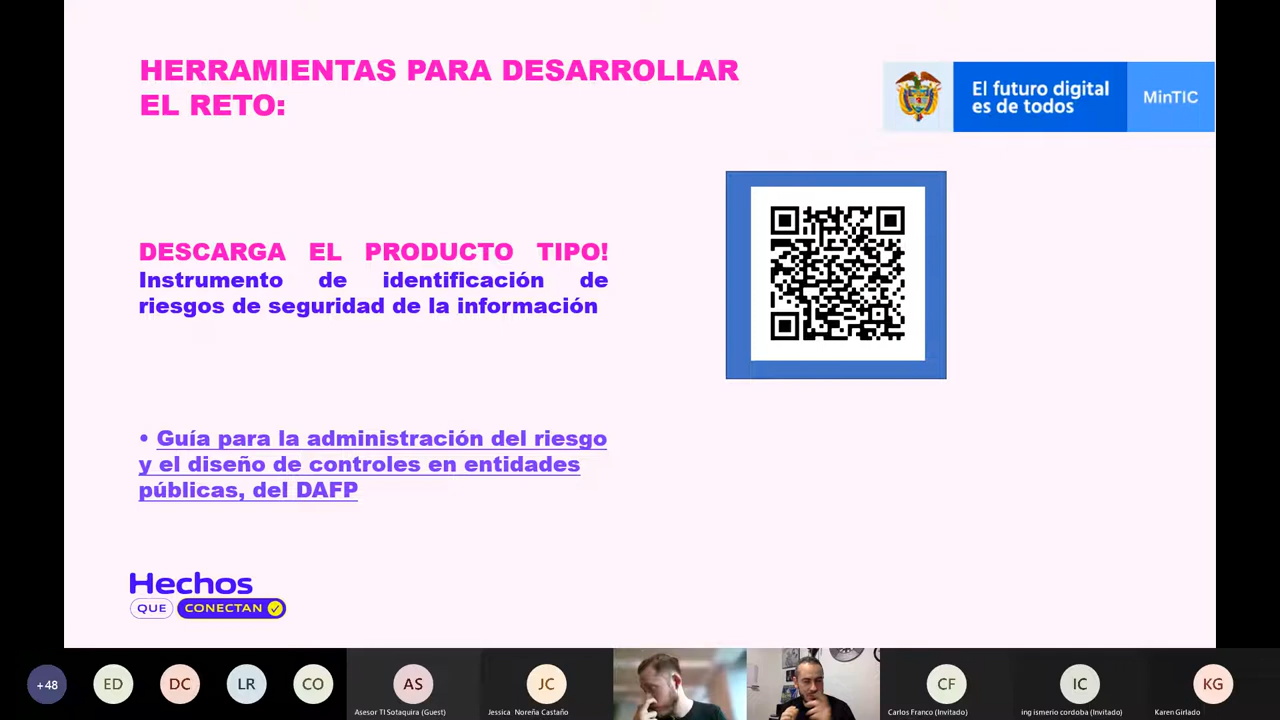 HERRAMIENTAS PARA DESARROLLAR
EL RETO:
El futuro digital
es de todos
MinTIC
DESCARGA EL PRODUCTO TIPO!
Instrumento de identificación de
riesgos de seguridad de la información
• Guía para la administración del riesgo
y el diseño de controles en entidades
públicas, del DAFP
Hechos
QUE CONECTAN
+48
ED
DC
LR
CO
AS
JC
CF
IC
KG
Asesor TI Sotaquira (Guest)
Jessica Noreña Castaño
Carlos Franco (Invitado)
ing ismerio cordoba (Invitado)
Karen Girlado